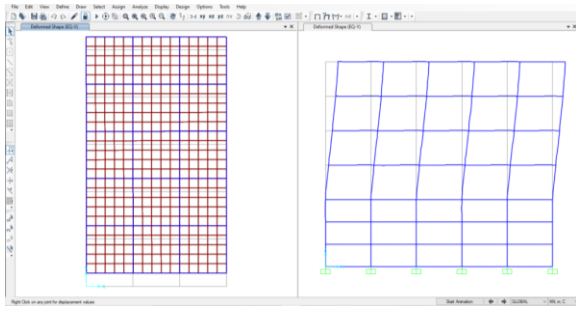 File Edit View Define Draw Select Assign Analyze Display Design Options Tools Help
Deformed Shape (EQ-Y)
Deformed Shape (EQ-Y)
Right Click on any joint for displacement values
Start Animation
GLOBAL
KN, m, C